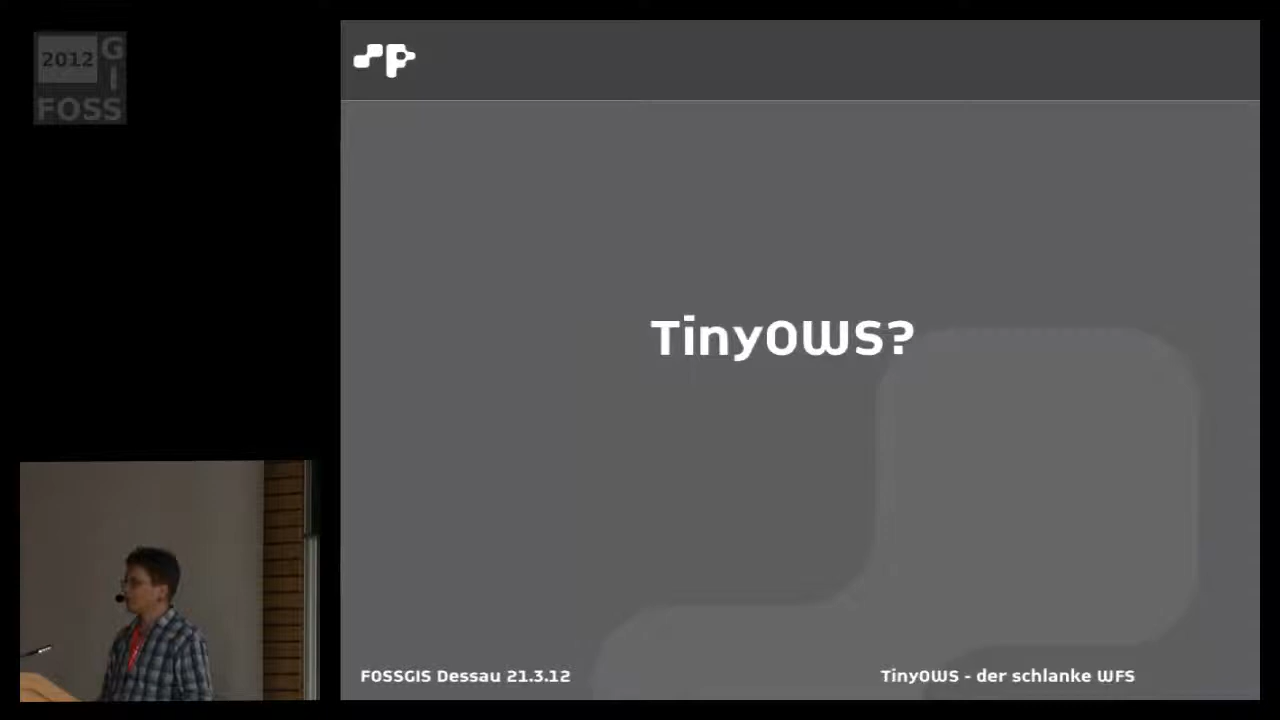 2012
G
I
FOSS
TinyOWS?
FOSSGIS Dessau 21.3.12
TinyOWS - der schlanke WFS